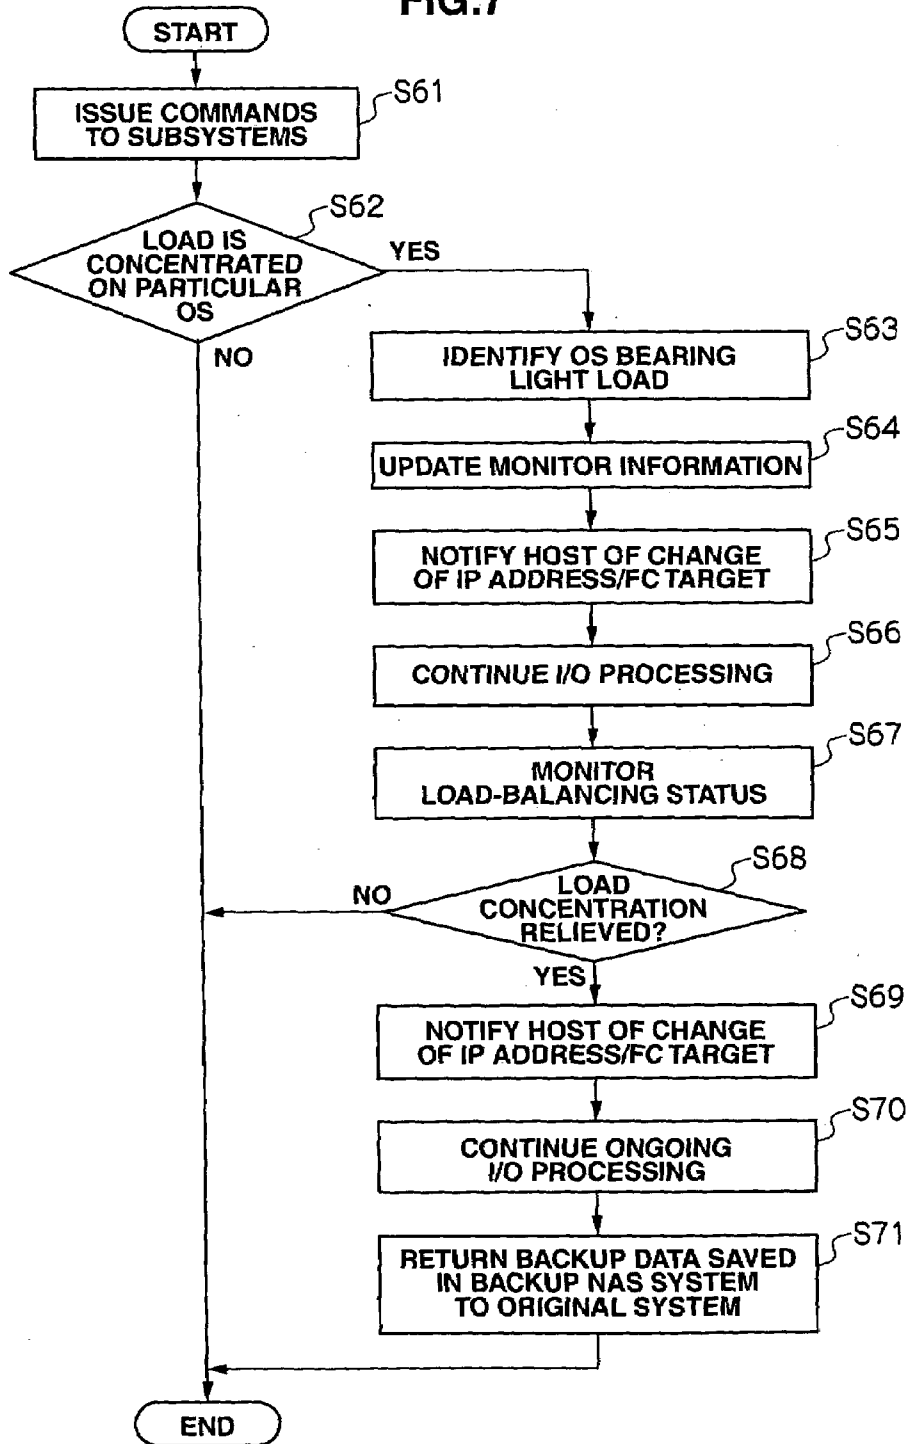 FIG.7
START
S61
ISSUE COMMANDS
TO SUBSYSTEMS
S62
LOAD IS
CONCENTRATED
ON PARTICULAR
OS
YES
NO
S63
IDENTIFY OS BEARING
LIGHT LOAD
S64
UPDATE MONITOR INFORMATION
S65
NOTIFY HOST OF CHANGE
OF IP ADDRESS/FC TARGET
S66
CONTINUE I/O PROCESSING
S67
MONITOR
LOAD-BALANCING STATUS
S68
LOAD
CONCENTRATION
RELIEVED?
NO
YES
S69
NOTIFY HOST OF CHANGE
OF IP ADDRESS/FC TARGET
S70
CONTINUE ONGOING
I/O PROCESSING
S71
RETURN BACKUP DATA SAVED
IN BACKUP NAS SYSTEM
TO ORIGINAL SYSTEM
END